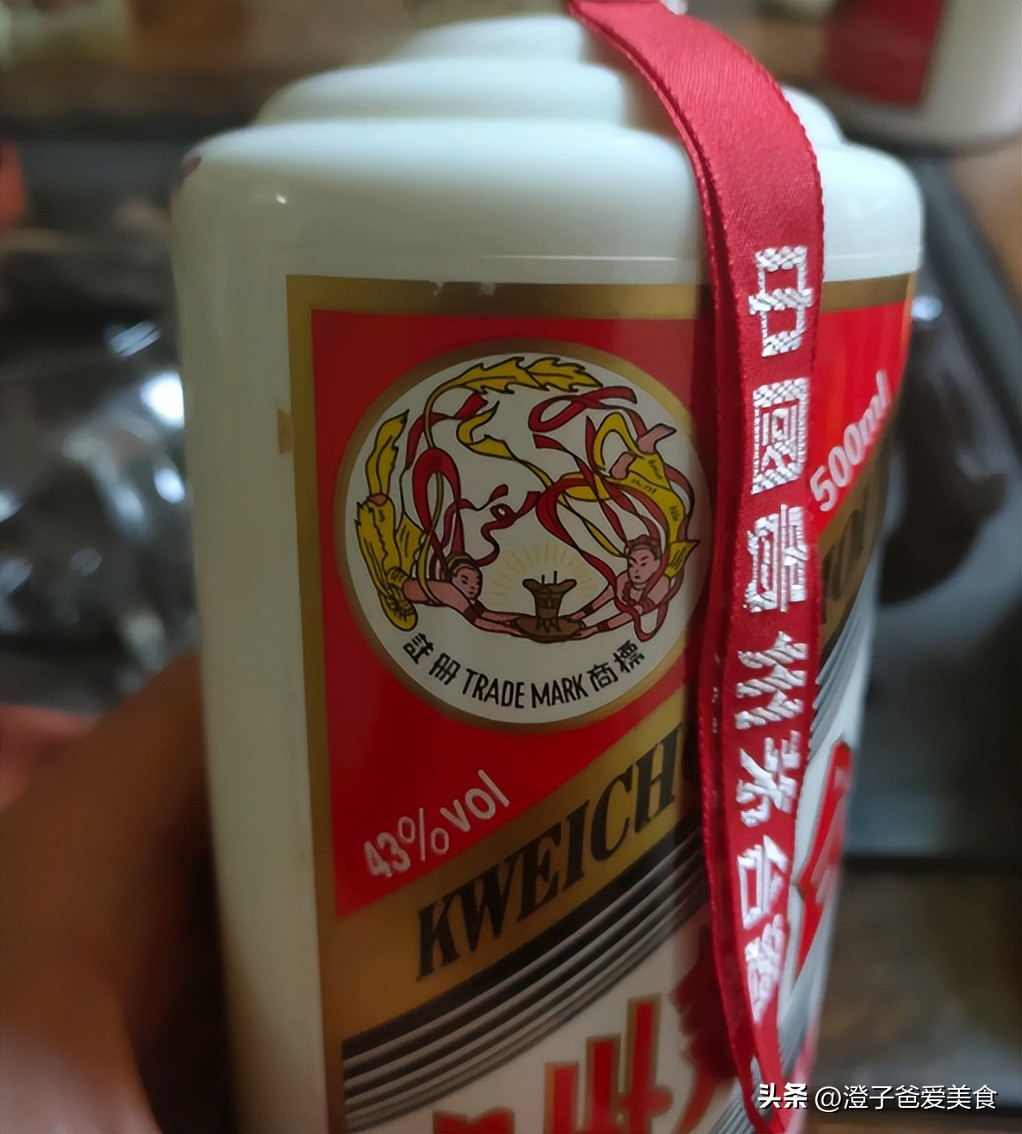 中國貴州茅台酒
500ml
註册 TRADE MARK 商標
43%vol
KWEICH
州
头条 @澄子爸爱美食